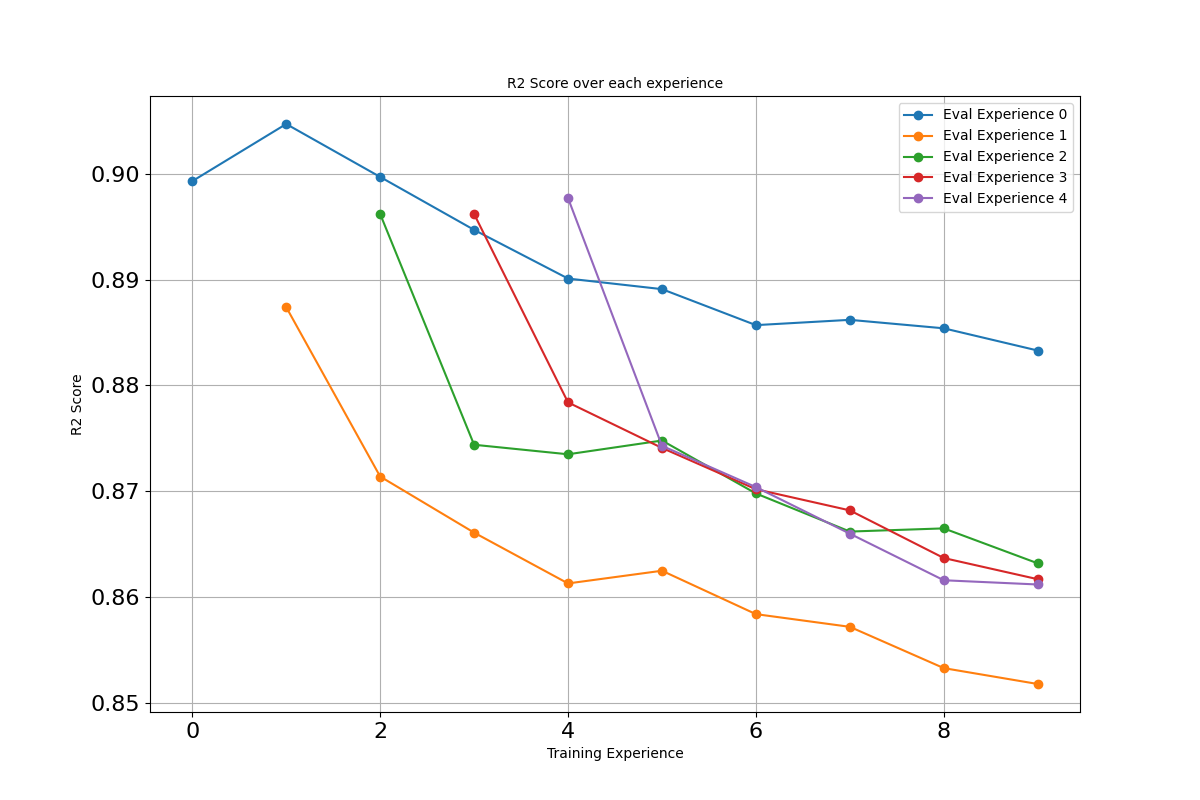 R2 Score over each experience
Eval Experience 0
Eval Experience 1
Eval Experience 2
Eval Experience 3
Eval Experience 4
0.90
0.89
0.88
0.87
0.86
0.85
R2 Score
0 2 4 6 8
Training Experience